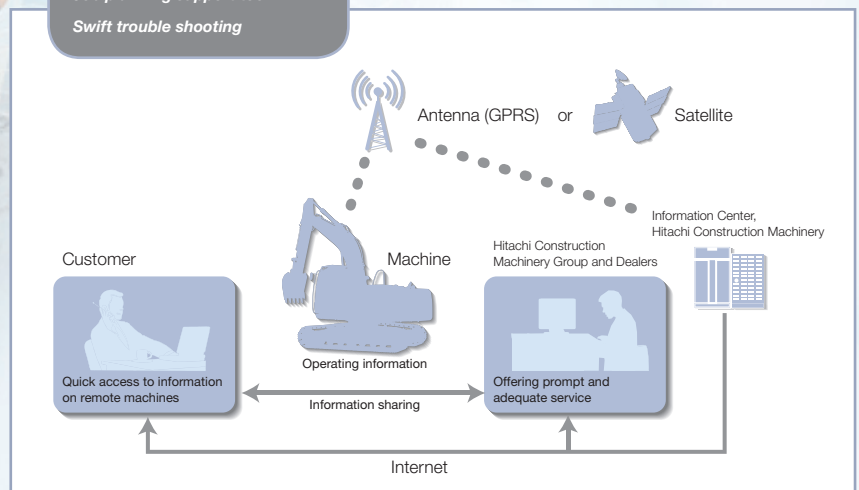 Swift trouble shooting
Antenna (GPRS) or Satellite
Information Center,
Hitachi Construction Machinery
Customer
Machine
Hitachi Construction
Machinery Group and Dealers
Operating information
Quick access to information
on remote machines
Information sharing
Offering prompt and
adequate service
Internet